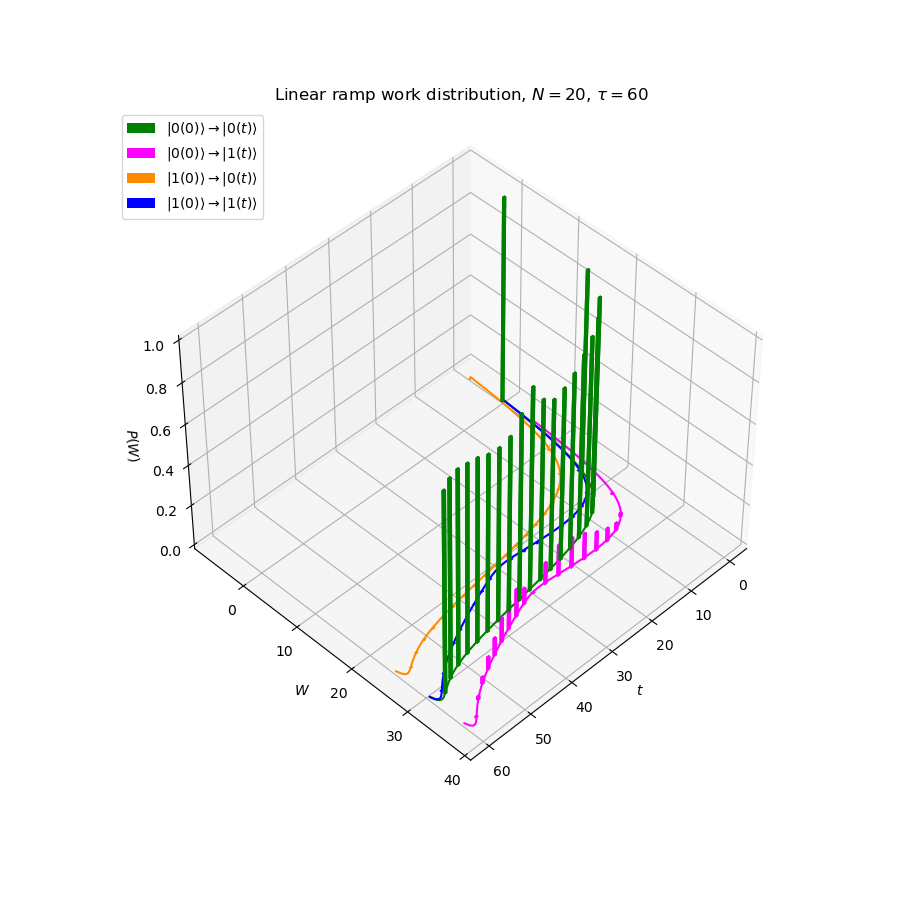 Linear ramp work distribution, $N = 20$, $\tau = 60$
|0(0)⟩ → |0(t)⟩
|0(0)⟩ → |1(t)⟩
|1(0)⟩ → |0(t)⟩
|1(0)⟩ → |1(t)⟩
P(W)
1.0
0.8
0.6
0.4
0.2
0.0
W
0
10
20
30
40
t
0
10
20
30
40
50
60